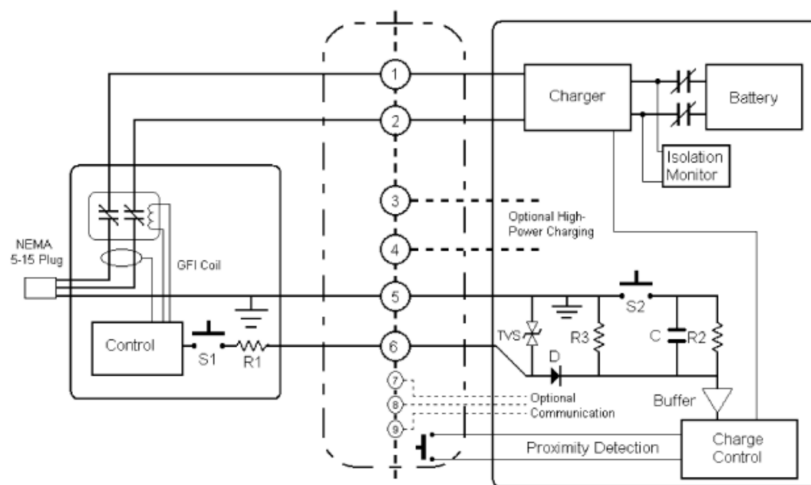 1
Charger
Battery
2
Isolation
Monitor
3
Optional High-
Power Charging
NEMA
5-15 Plug
GFI Coil
4
5
S2
TVS
R3
C
R2
Control
S1
R1
6
D
7
8
9
Optional
Communication
Buffer
Proximity Detection
Charge
Control